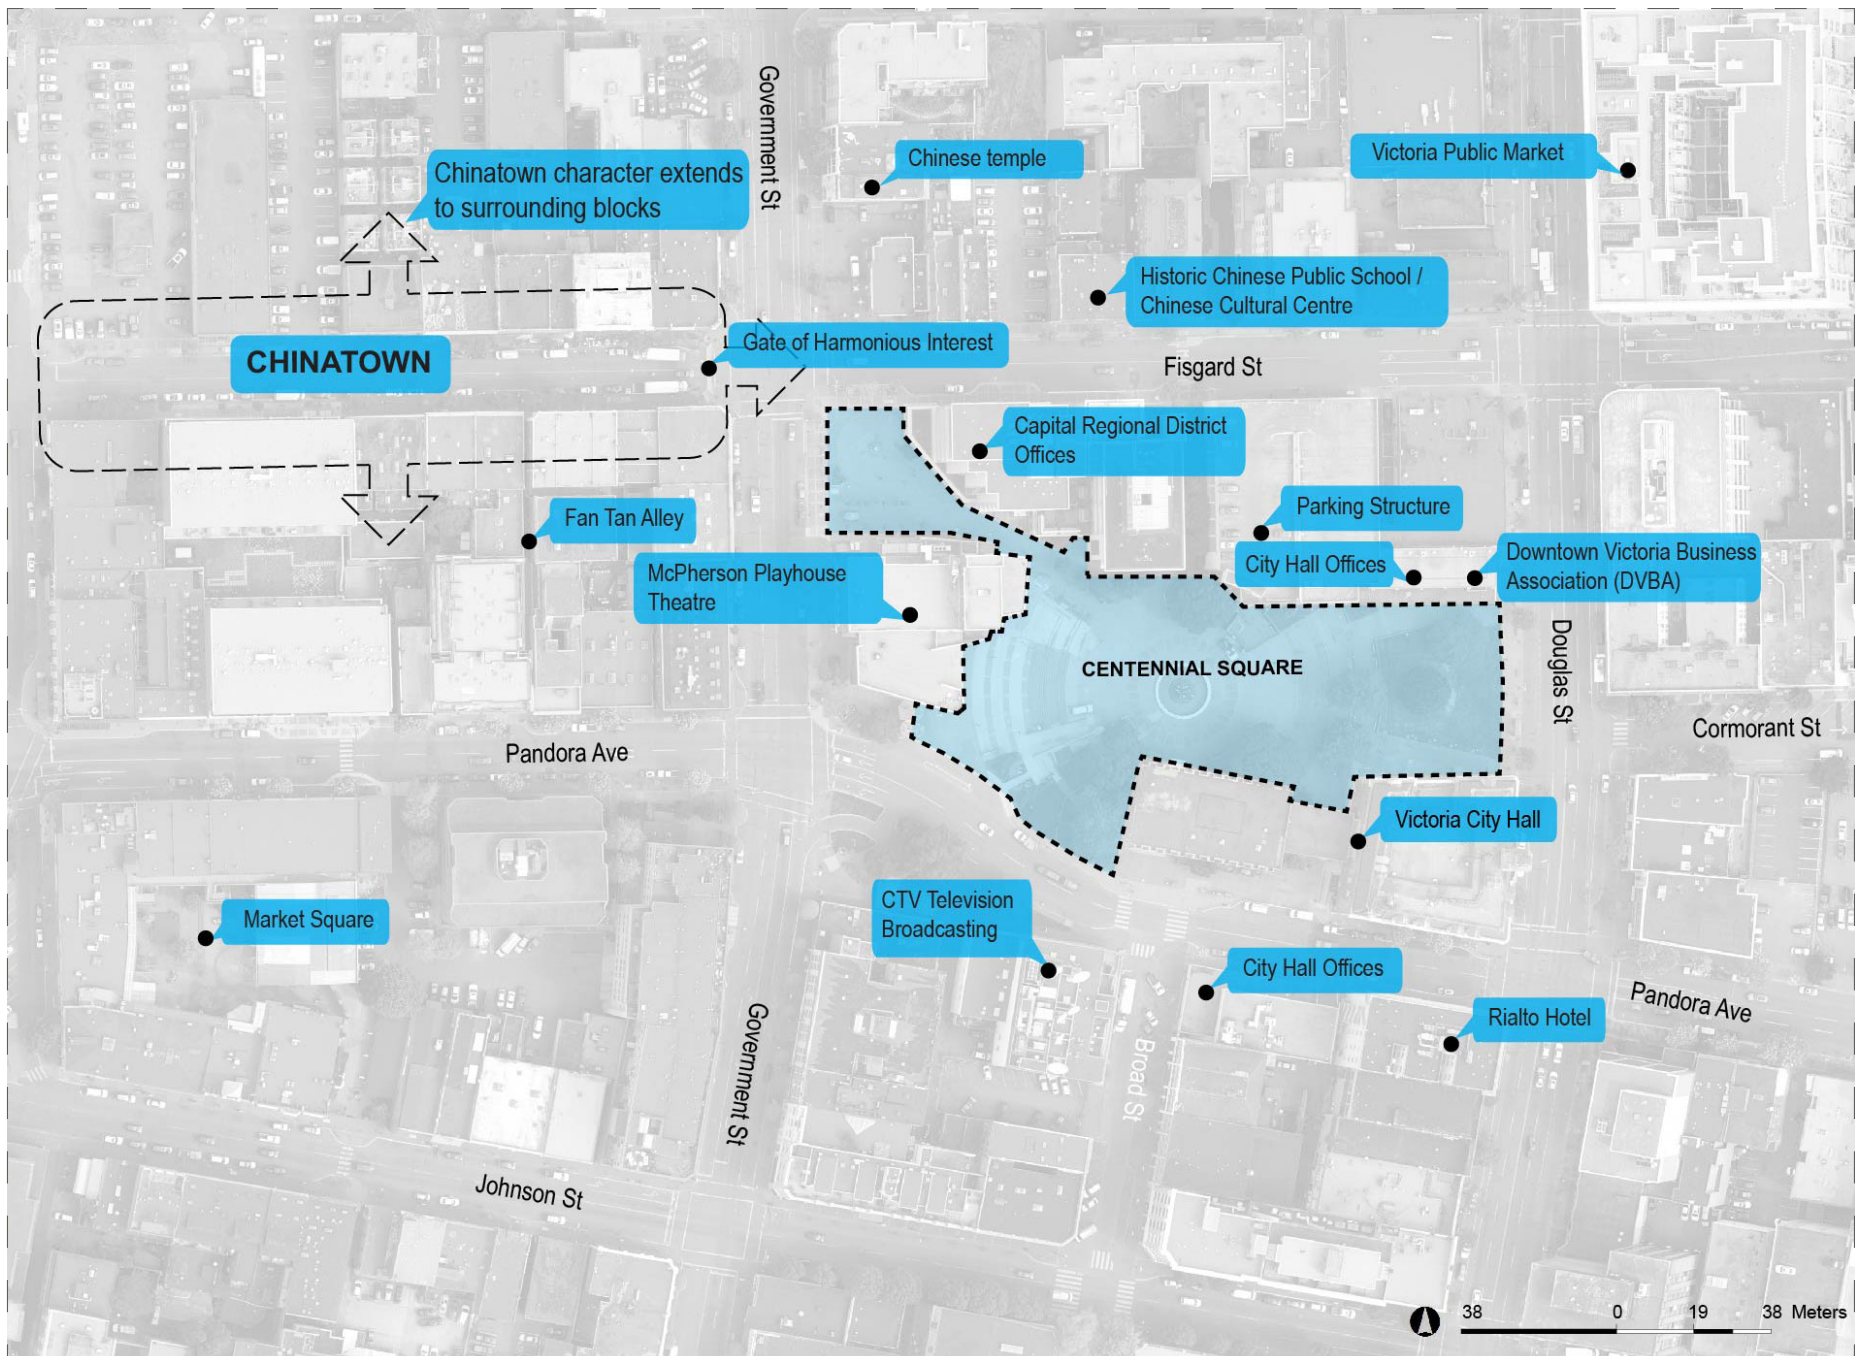 Government St
Chinese temple
Victoria Public Market
Chinatown character extends
to surrounding blocks
Historic Chinese Public School /
Chinese Cultural Centre
Gate of Harmonious Interest
CHINATOWN
Fisgard St
Capital Regional District
Offices
Fan Tan Alley
Parking Structure
McPherson Playhouse
Theatre
City Hall Offices
Downtown Victoria Business
Association (DVBA)
CENTENNIAL SQUARE
Douglas St
Cormorant St
Pandora Ave
Victoria City Hall
CTV Television
Broadcasting
Market Square
City Hall Offices
Pandora Ave
Rialto Hotel
Government St
Broad St
Johnson St
38 0 19 38 Meters